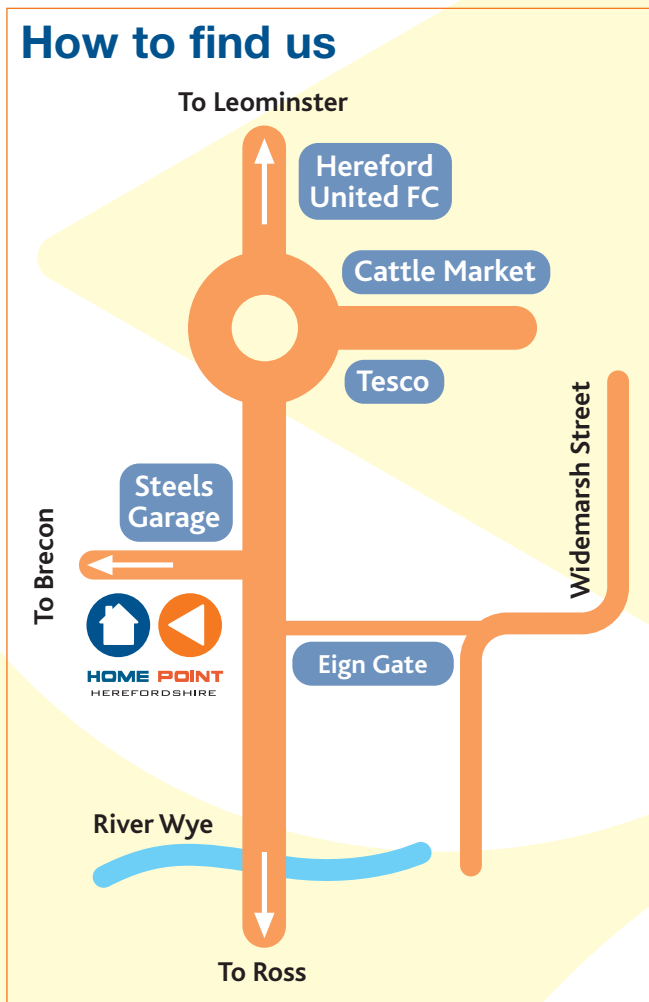 How to find us
To Leominster
Hereford
United FC
Cattle Market
Tesco
Widemarsh Street
Steels
Garage
To Brecon
HOME POINT
HEREFORDSHIRE
Eign Gate
River Wye
To Ross